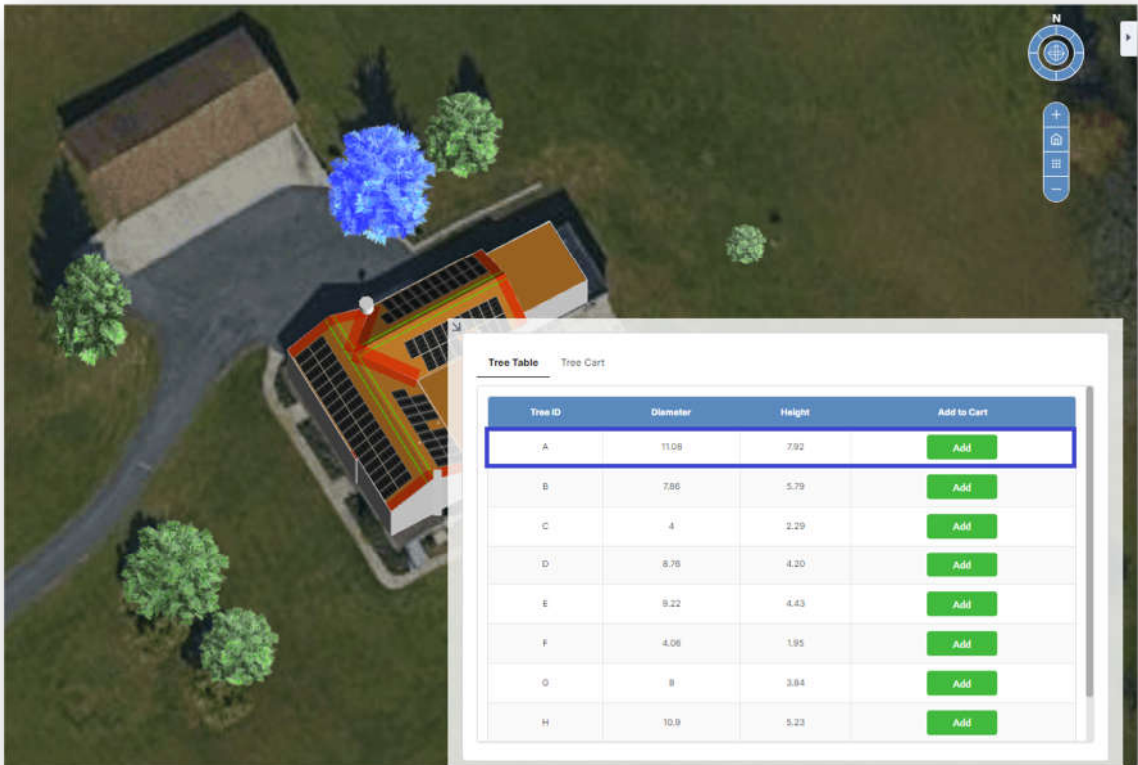 N
Tree Table Tree Cart
Tree ID Diameter Height Add to Cart
A 11.08 7.92 Add
B 7.86 5.79 Add
C 4 2.29 Add
D 8.76 4.20 Add
E 9.22 4.43 Add
F 4.06 1.95 Add
G 8 3.84 Add
H 10.9 5.23 Add